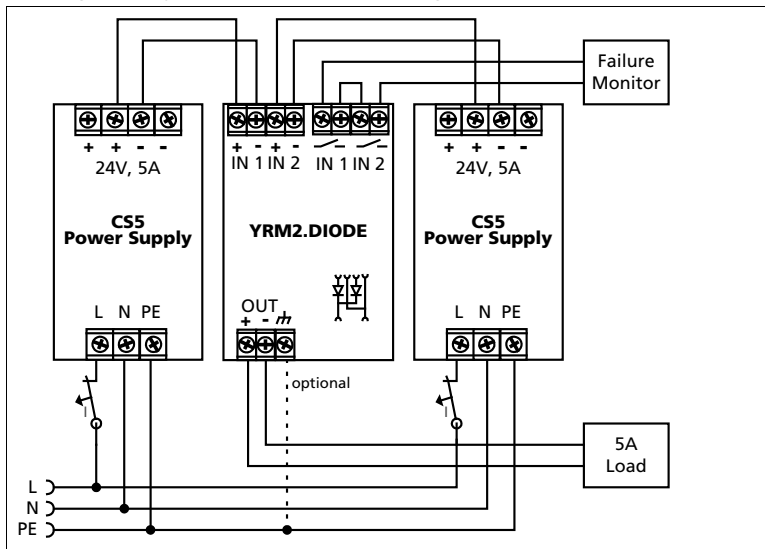 Failure
Monitor
+ + - -
24V, 5A
CS5
Power Supply
L N PE
+ - + -
IN 1 IN 2 IN 1 IN 2
YRM2.DIODE
OUT
+ -
optional
+ + - -
24V, 5A
CS5
Power Supply
L N PE
I
I
5A
Load
L
N
PE